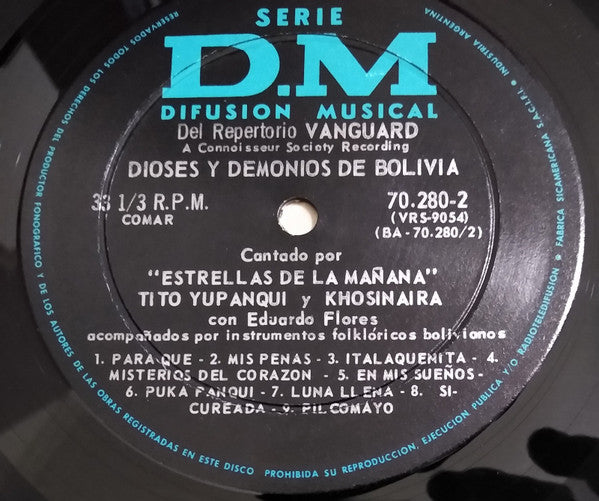 SERIE
D.M
DIFUSION MUSICAL
Del Repertorio VANGUARD
A Connoisseur Society Recording
DIOSES Y DEMONIOS DE BOLIVIA
33 1/3 R.P.M.
COMAR
70.280-2
(VRS-9054)
(BA-70.280/2)
Cantado por
"ESTRELLAS DE LA MAÑANA"
TITO YUPANQUI y KHOSINAIRA
con Eduardo Flores
acompañados por instrumentos folklóricos bolivianos
1. PARA QUE - 2. MIS PENAS - 3. ITALAQUEÑITA - 4.
MISTERIOS DEL CORAZON - 5. EN MIS SUEÑOS-
6. PUKA PANQUI - 7. LUNA LLENA - 8. SI-
CUREADA - 9. PILCOMAYO
RESERVADOS TODOS LOS DERECHOS DEL PRODUCTOR FONOGRAFICO Y DE LOS AUTORES DE LAS OBRAS REGISTRADAS EN ESTE DISCO PROHIBIDA SU REPRODUCCION, EJECUCION PUBLICA Y/O RADIOTELEDIFUSION • FABRICA SICAMERICANA S.A.C.I.F.I. • INDUSTRIA ARGENTINA